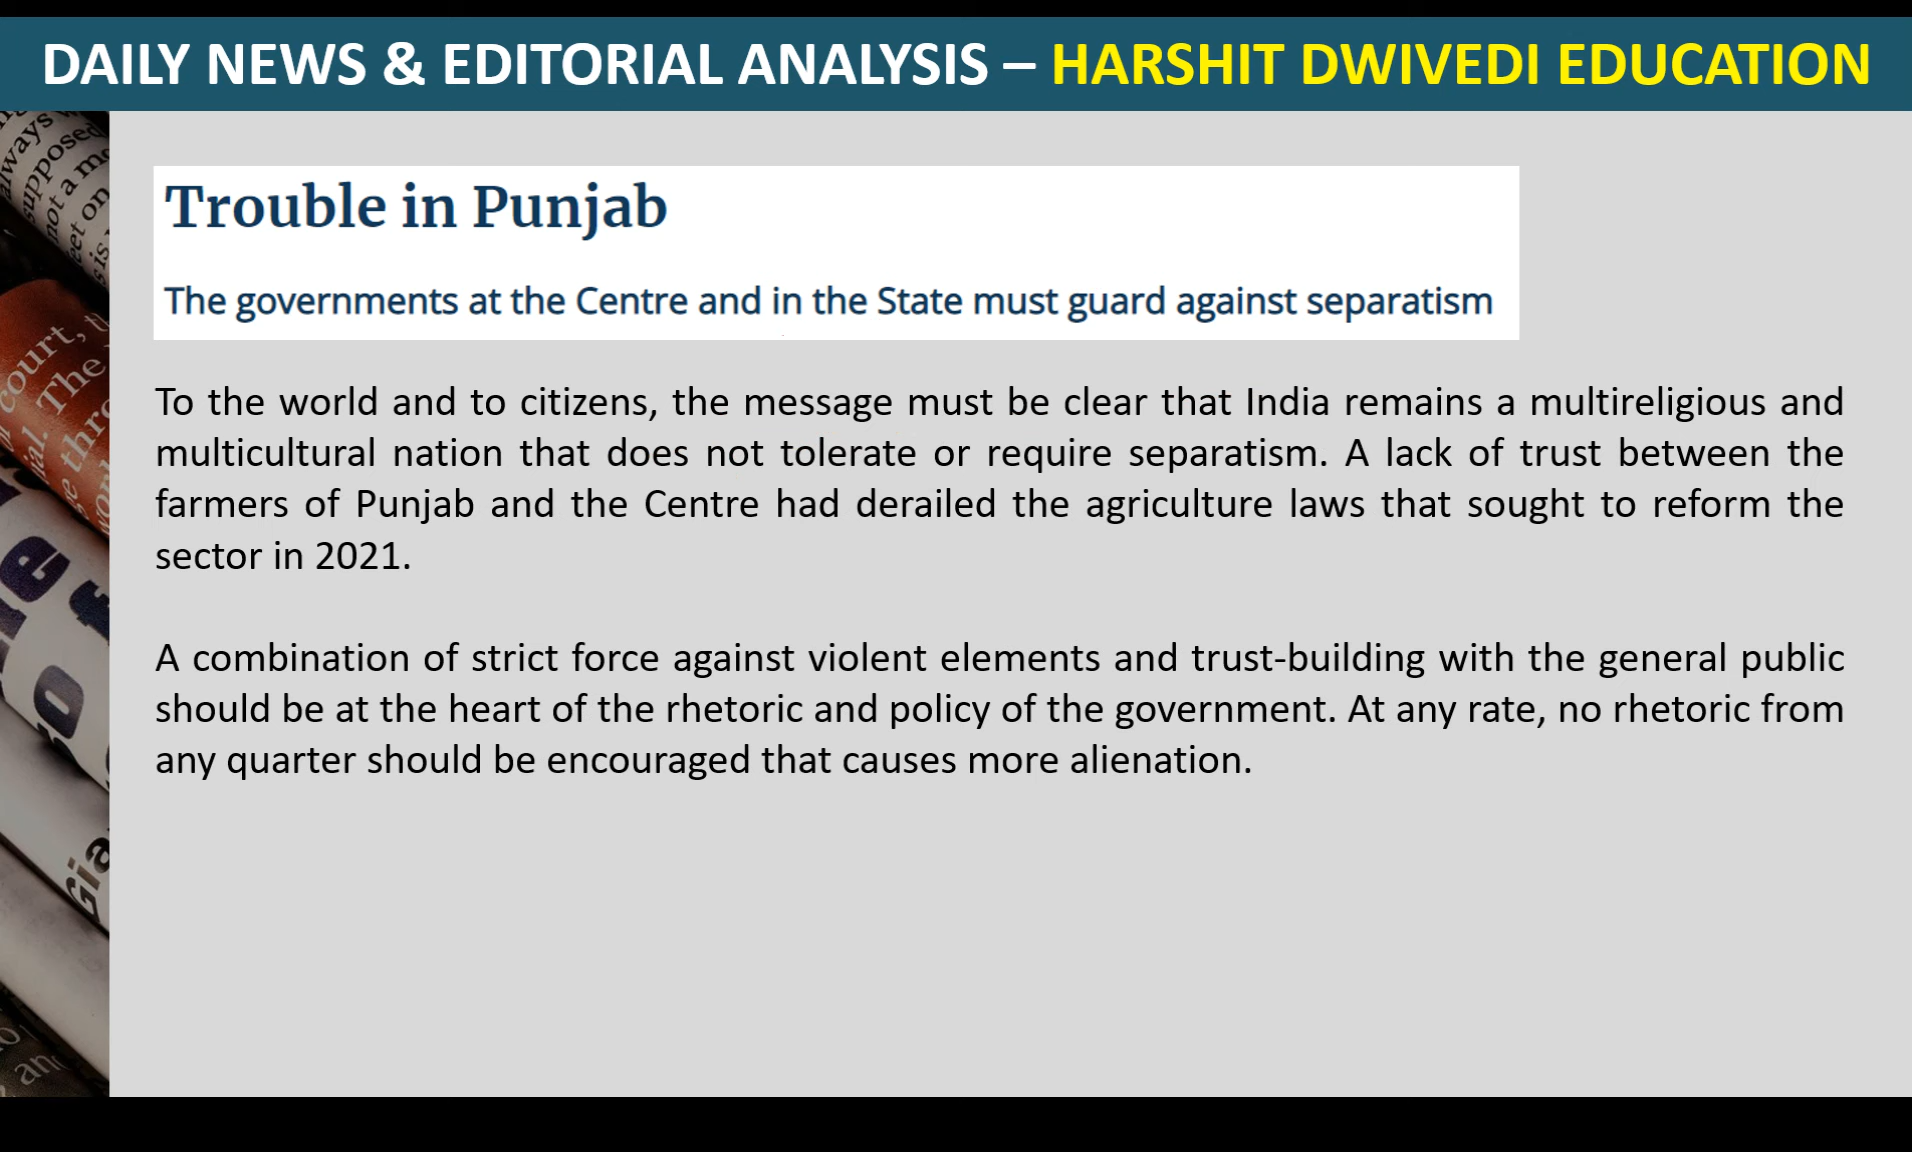 DAILY NEWS & EDITORIAL ANALYSIS – HARSHIT DWIVEDI EDUCATION
Trouble in Punjab
The governments at the Centre and in the State must guard against separatism
To the world and to citizens, the message must be clear that India remains a multireligious and
multicultural nation that does not tolerate or require separatism. A lack of trust between the
farmers of Punjab and the Centre had derailed the agriculture laws that sought to reform the
sector in 2021.
A combination of strict force against violent elements and trust-building with the general public
should be at the heart of the rhetoric and policy of the government. At any rate, no rhetoric from
any quarter should be encouraged that causes more alienation.
always
supposed
not a
on
court,
The